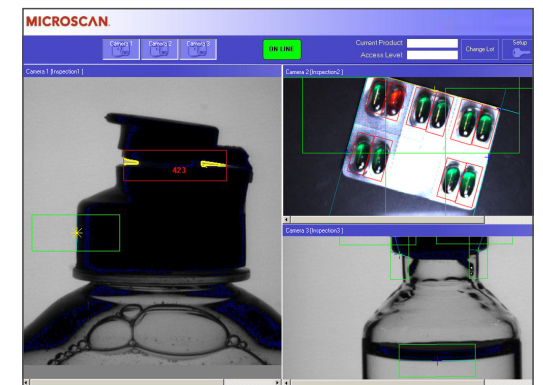 MICROSCAN.
Camera 1 Camera 2 Camera 3
ON LINE
Current Product
Access Level
Change Lot
Setup
Camera 1 [Inspection1 ]
Camera 2 [Inspection2 ]
423
Camera 3 [Inspection3 ]